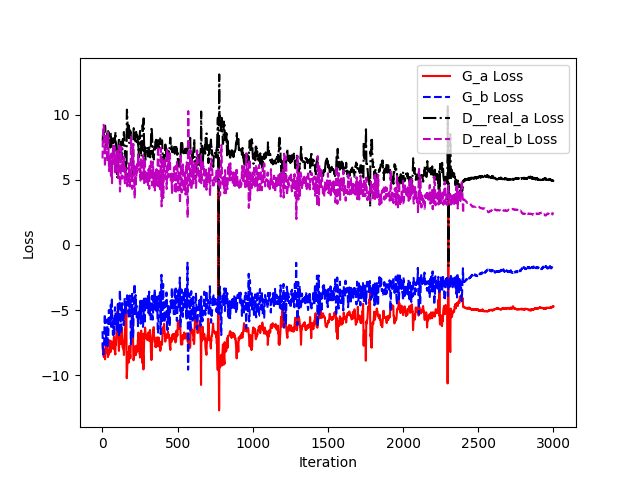 G_a Loss
G_b Loss
D__real_a Loss
D_real_b Loss
Loss
10
5
0
−5
−10
0
500
1000
1500
2000
2500
3000
Iteration